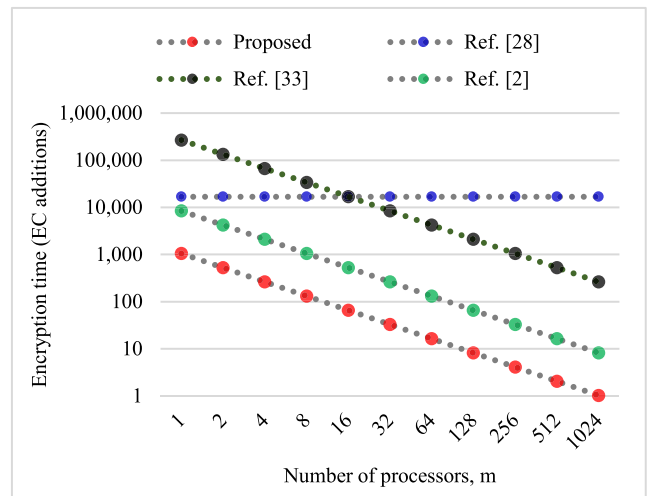 Proposed
Ref. [28]
Ref. [33]
Ref. [2]
Encryption time (EC additions)
1,000,000
100,000
10,000
1,000
100
10
1
1 2 4 8 16 32 64 128 256 512 1024
Number of processors, m